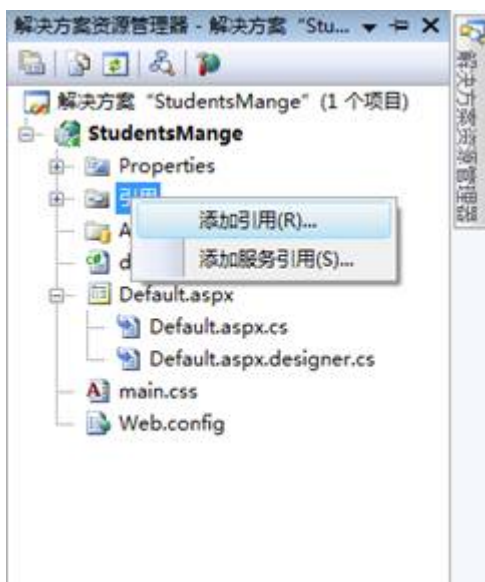 解决方案资源管理器 - 解决方案 “Stu...
解决方案 “StudentsMange” (1 个项目)
StudentsMange
Properties
引用
添加引用(R)...
添加服务引用(S)...
Default.aspx
Default.aspx.cs
Default.aspx.designer.cs
main.css
Web.config
解决方案资源管理器